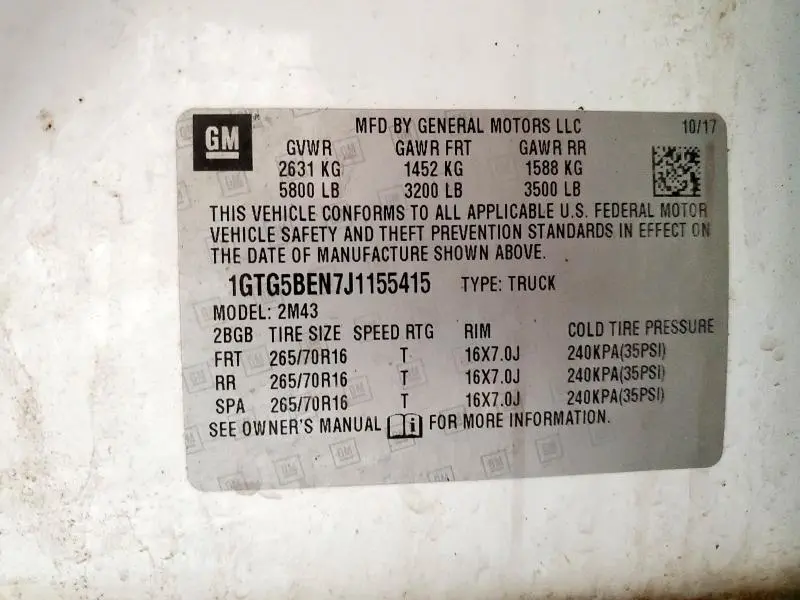 GM MFD BY GENERAL MOTORS LLC 10/17
GVWR GAWR FRT GAWR RR
2631 KG 1452 KG 1588 KG
5800 LB 3200 LB 3500 LB
THIS VEHICLE CONFORMS TO ALL APPLICABLE U.S. FEDERAL MOTOR
VEHICLE SAFETY AND THEFT PREVENTION STANDARDS IN EFFECT ON
THE DATE OF MANUFACTURE SHOWN ABOVE.
1GTG5BEN7J1155415 TYPE: TRUCK
MODEL: 2M43
2BGB TIRE SIZE SPEED RTG RIM COLD TIRE PRESSURE
FRT 265/70R16 T 16X7.0J 240KPA(35PSI)
RR 265/70R16 T 16X7.0J 240KPA(35PSI)
SPA 265/70R16 T 16X7.0J 240KPA(35PSI)
SEE OWNER'S MANUAL i FOR MORE INFORMATION.